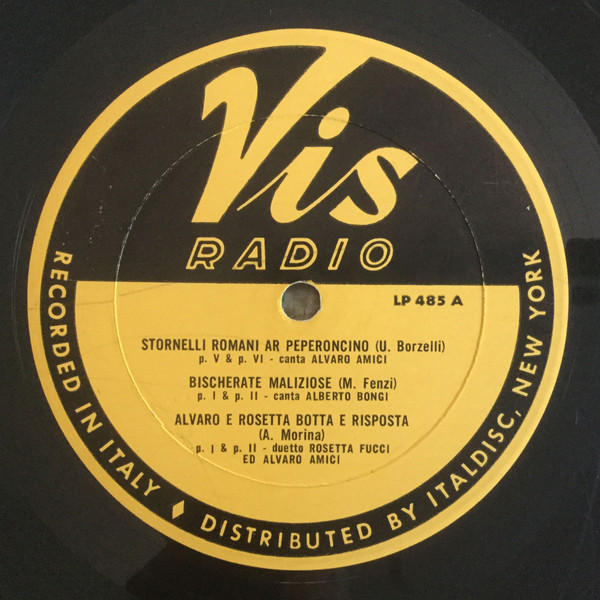 Vis
RADIO
LP 485 A
STORNELLI ROMANI AR PEPERONCINO (U. Borzelli)
p. V & p. VI - canta ALVARO AMICI
BISCHERATE MALIZIOSE (M. Fenzi)
p. I & p. II - canta ALBERTO BONGI
ALVARO E ROSETTA BOTTA E RISPOSTA
(A. Morina)
p. I & p. II - duetto ROSETTA FUCCI
ED ALVARO AMICI
RECORDED IN ITALY ♦ DISTRIBUTED BY ITALDISC, NEW YORK